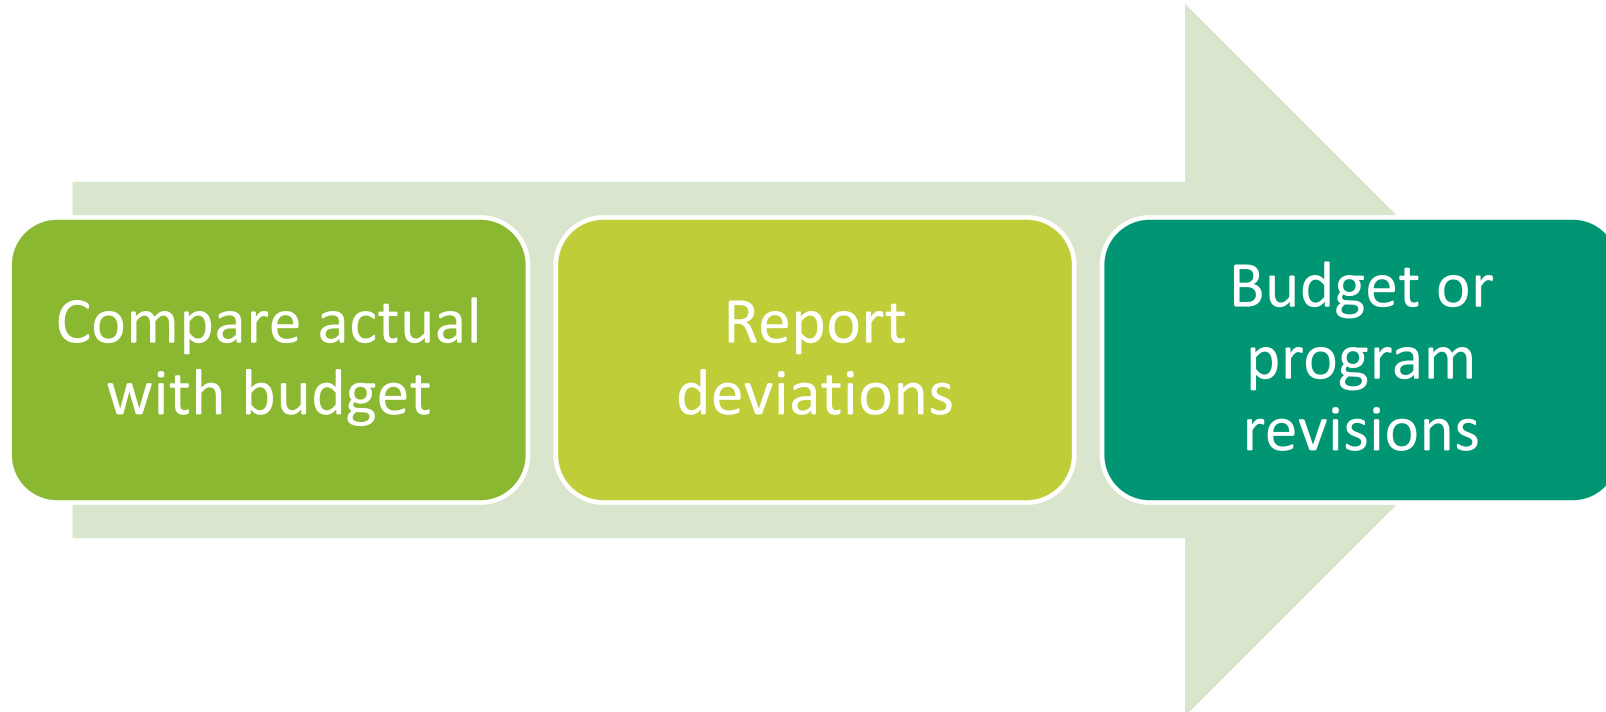 Compare actual
with budget
Report
deviations
Budget or
program
revisions